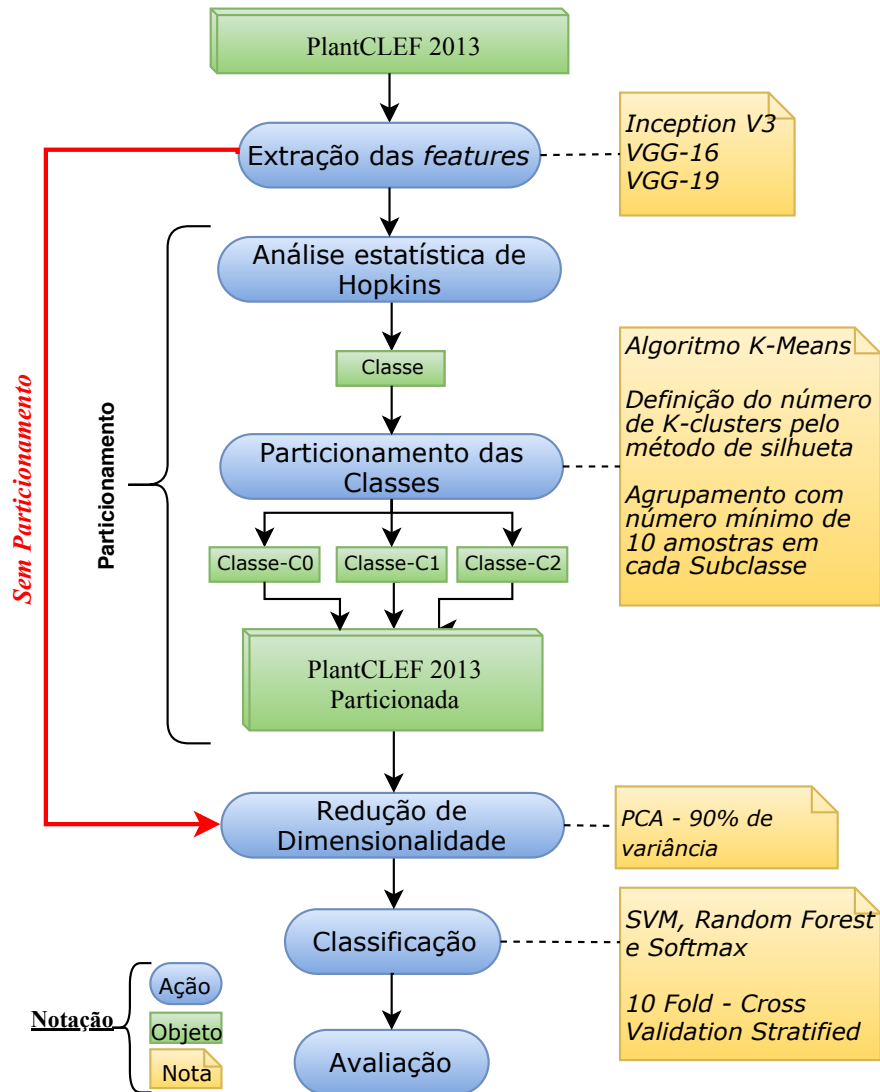 PlantCLEF 2013
Extração das features
Inception V3
VGG-16
VGG-19
Análise estatística de
Hopkins
Classe
Particionamento das
Classes
Algoritmo K-Means
Definição do número
de K-clusters pelo
método de silhueta
Agrupamento com
número mínimo de
10 amostras em
cada Subclasse
Sem Particionamento
Particionamento
Classe-C0
Classe-C1
Classe-C2
PlantCLEF 2013
Particionada
Redução de
Dimensionalidade
PCA - 90% de
variância
Classificação
SVM, Random Forest
e Softmax
10 Fold - Cross
Validation Stratified
Avaliação
Notação
Ação
Objeto
Nota